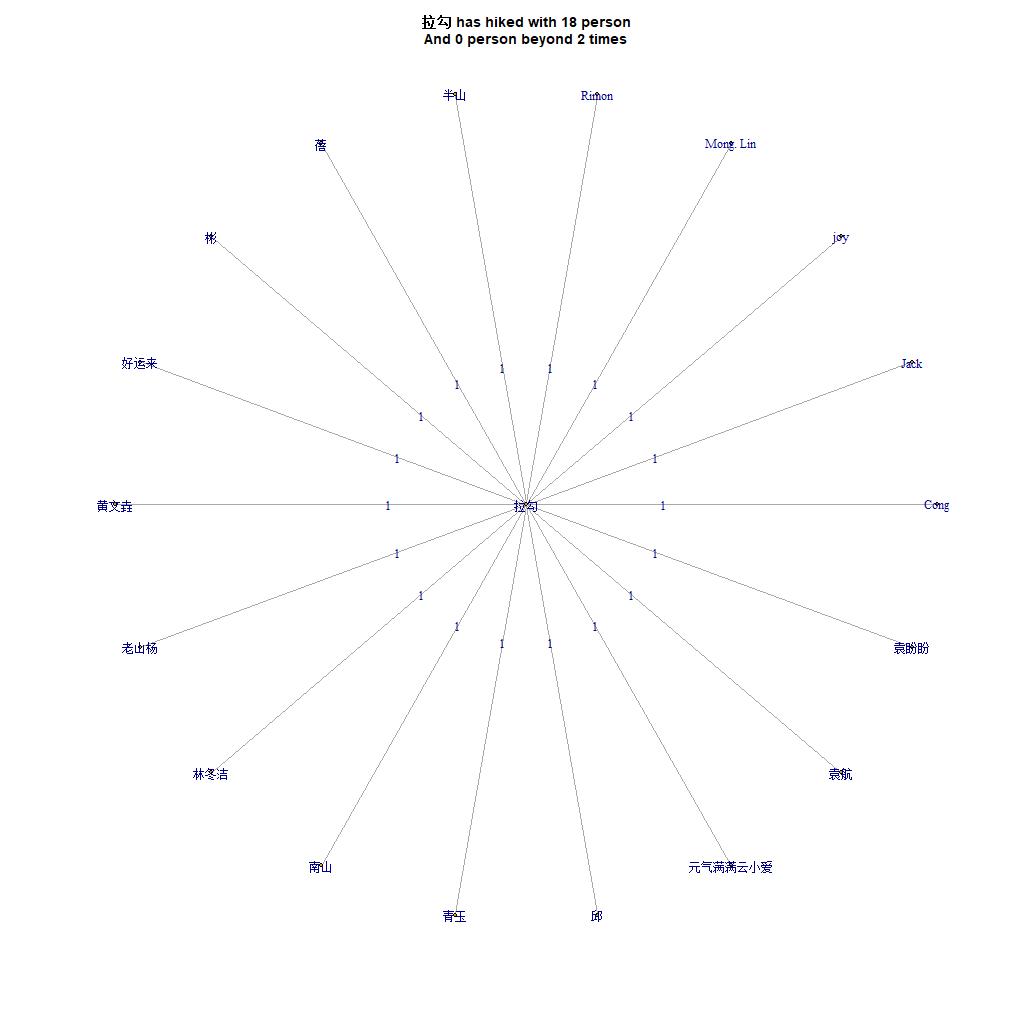 拉勾 has hiked with 18 person
And 0 person beyond 2 times
半山
Rimon
蓿
Mong. Lin
彬
joy
好运来
Jack
1
1
1
1
1
1
1
1
黄文垚
1
拉勾
1
Cong
1
1
1
1
1
1
1
1
老山杨
袁盼盼
林冬洁
袁航
南山
元气满满云小爱
青玉
邱